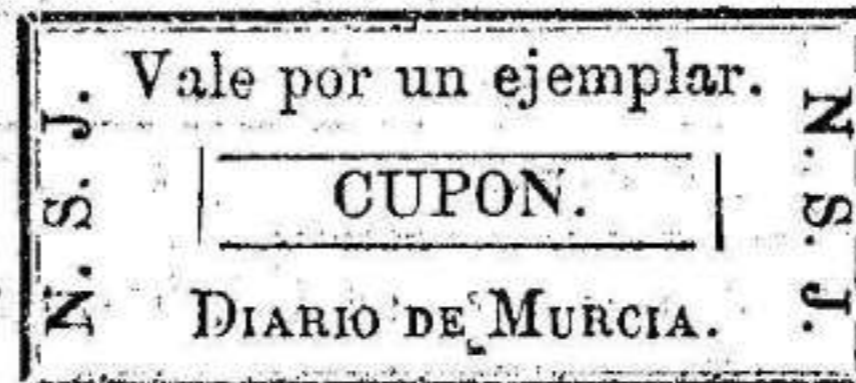 Vale por un ejemplar.
N. S. J.
CUPON.
N. S. J.
DIARIO DE MURCIA.